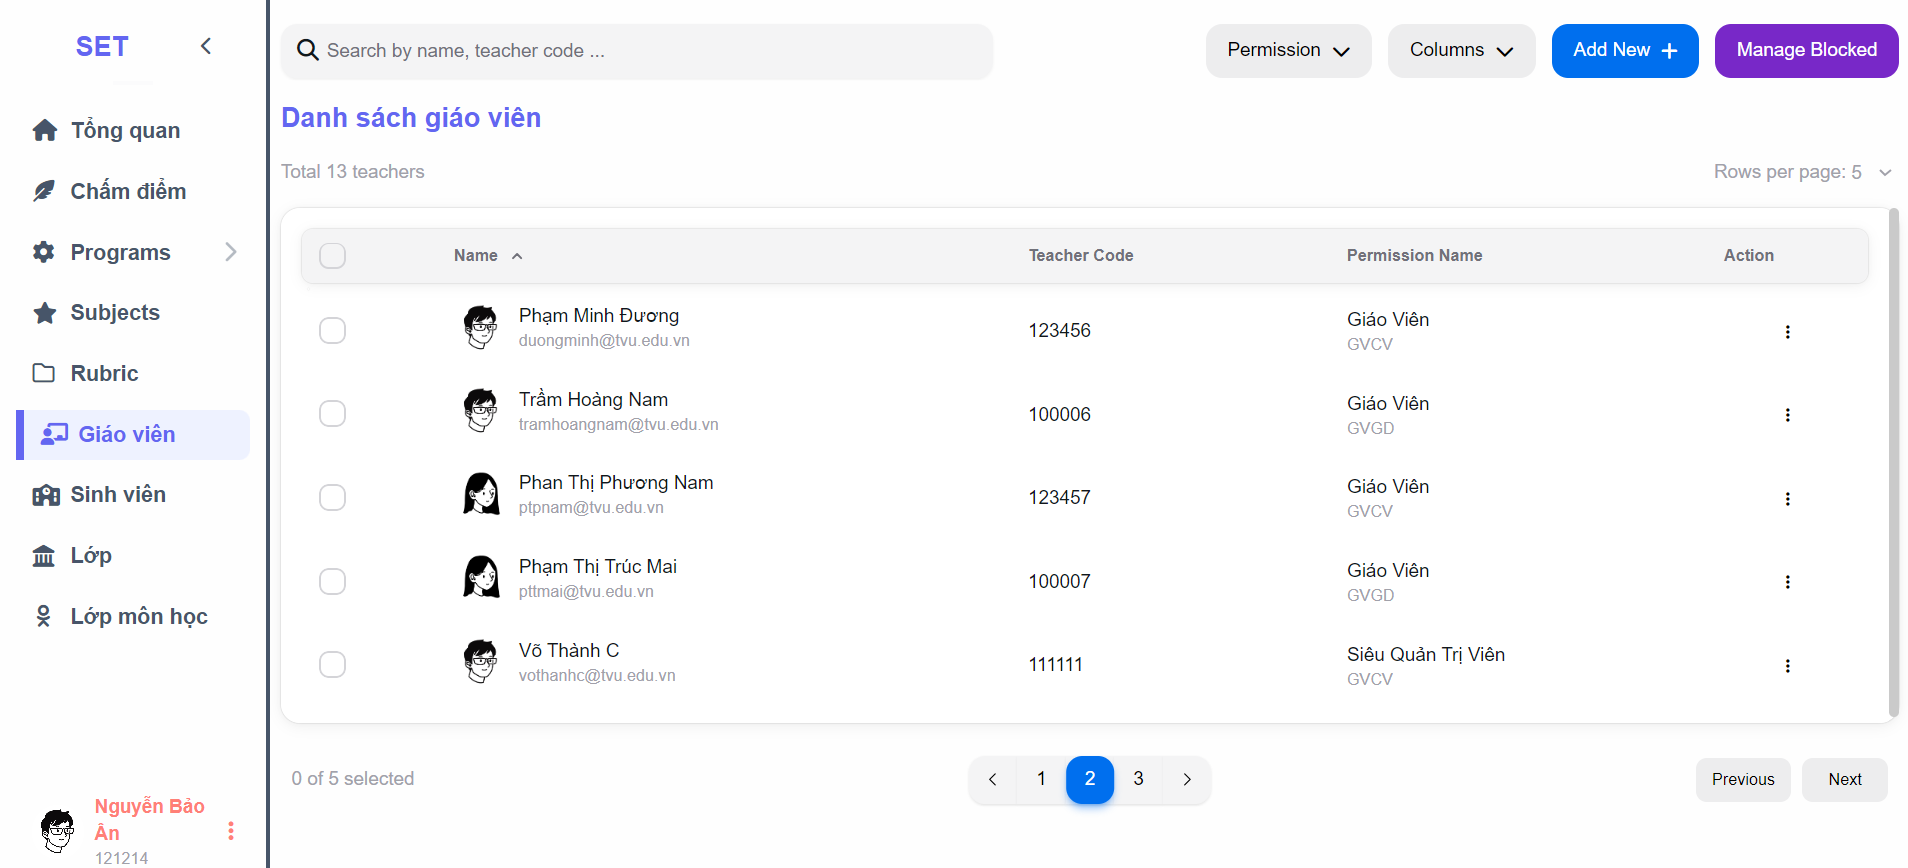 SET
Tổng quan
Chấm điểm
Programs
Subjects
Rubric
Giáo viên
Sinh viên
Lớp
Lớp môn học
Nguyễn Bảo
Ân
121214
Search by name, teacher code ...
Permission
Columns
Add New
Manage Blocked
Danh sách giáo viên
Total 13 teachers
Rows per page: 5
Name Teacher Code Permission Name Action
Phạm Minh Đương 123456 Giáo Viên
duongminh@tvu.edu.vn GVCV
Trầm Hoàng Nam 100006 Giáo Viên
tramhoangnam@tvu.edu.vn GVGD
Phan Thị Phương Nam 123457 Giáo Viên
ptpnam@tvu.edu.vn GVCV
Phạm Thị Trúc Mai 100007 Giáo Viên
pttmai@tvu.edu.vn GVGD
Võ Thành C 111111 Siêu Quản Trị Viên
vothanhc@tvu.edu.vn GVCV
0 of 5 selected
1 2 3
Previous Next